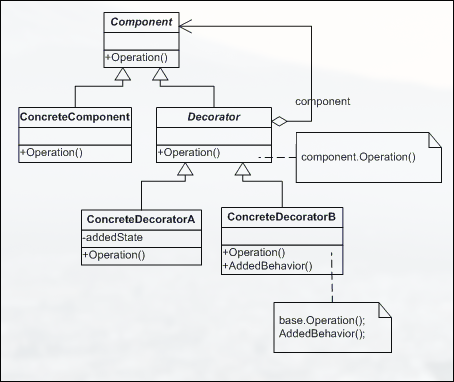 Component
+Operation()
component
ConcreteComponent
+Operation()
Decorator
+Operation()
component.Operation()
ConcreteDecoratorA
-addedState
+Operation()
ConcreteDecoratorB
+Operation()
+AddedBehavior()
base.Operation();
AddedBehavior();